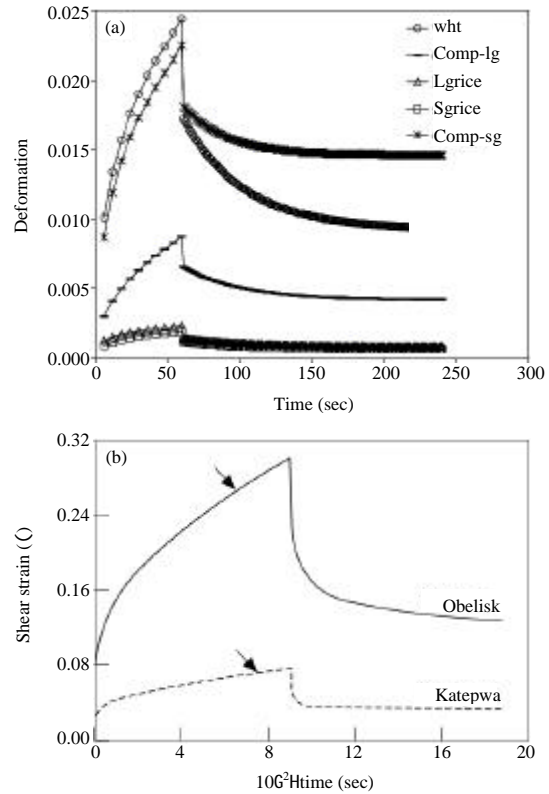 (a)
wht
Comp-lg
Lgrice
Sgrice
Comp-sg
0.025
0.020
0.015
0.010
0.005
0.000
Deformation
0 50 100 150 200 250 300
Time (sec)
(b)
0.32
0.28
0.16
0.08
0.00
Shear strain (ζ)
Obelisk
Katepwa
0 4 8 12 16 20
10G²Htime (sec)